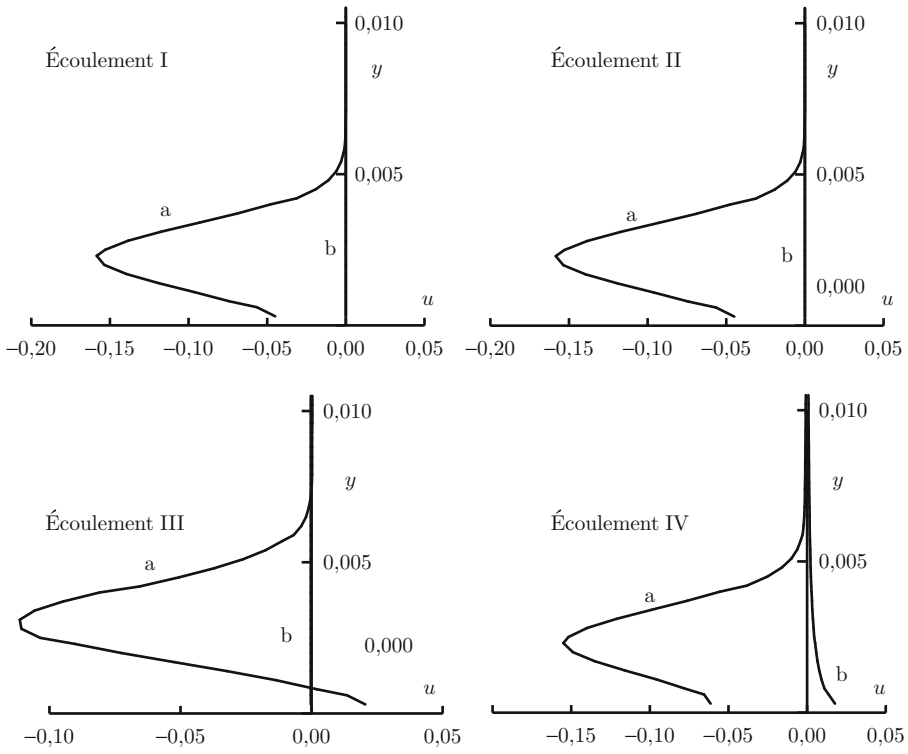 0,010
Écoulement I
y
0,005
a
b
u
−0,20 −0,15 −0,10 −0,05 0,00 0,05
0,010
Écoulement II
y
0,005
a
b
0,000
u
−0,20 −0,15 −0,10 −0,05 0,00 0,05
0,010
y
Écoulement III
0,005
a
b
0,000
u
−0,10 −0,05 0,00 0,05
0,010
y
Écoulement IV
0,005
a
b
u
−0,15 −0,10 −0,05 0,00 0,05